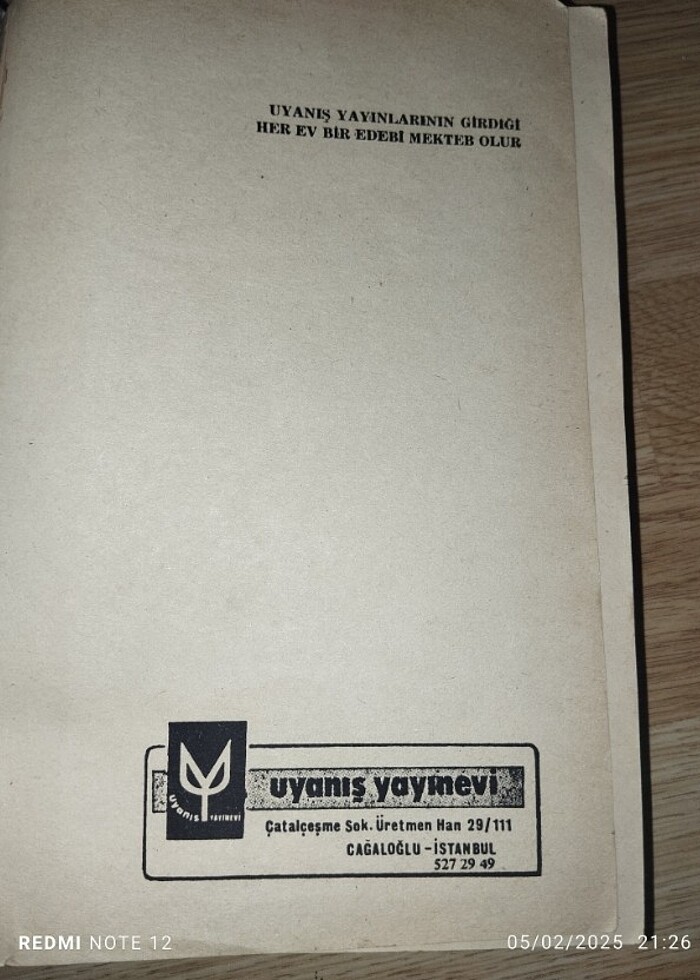 UYANIŞ YAYINLARININ GİRDİĞİ
HER EV BİR EDEBİ MEKTEB OLUR
uyanış yayınevi
uyanış YAYINEVİ
Çatalçeşme Sok. Üretmen Han 29/111
CAĞALOĞLU - İSTANBUL
527 29 49
REDMI NOTE 12
05/02/2025 21:26